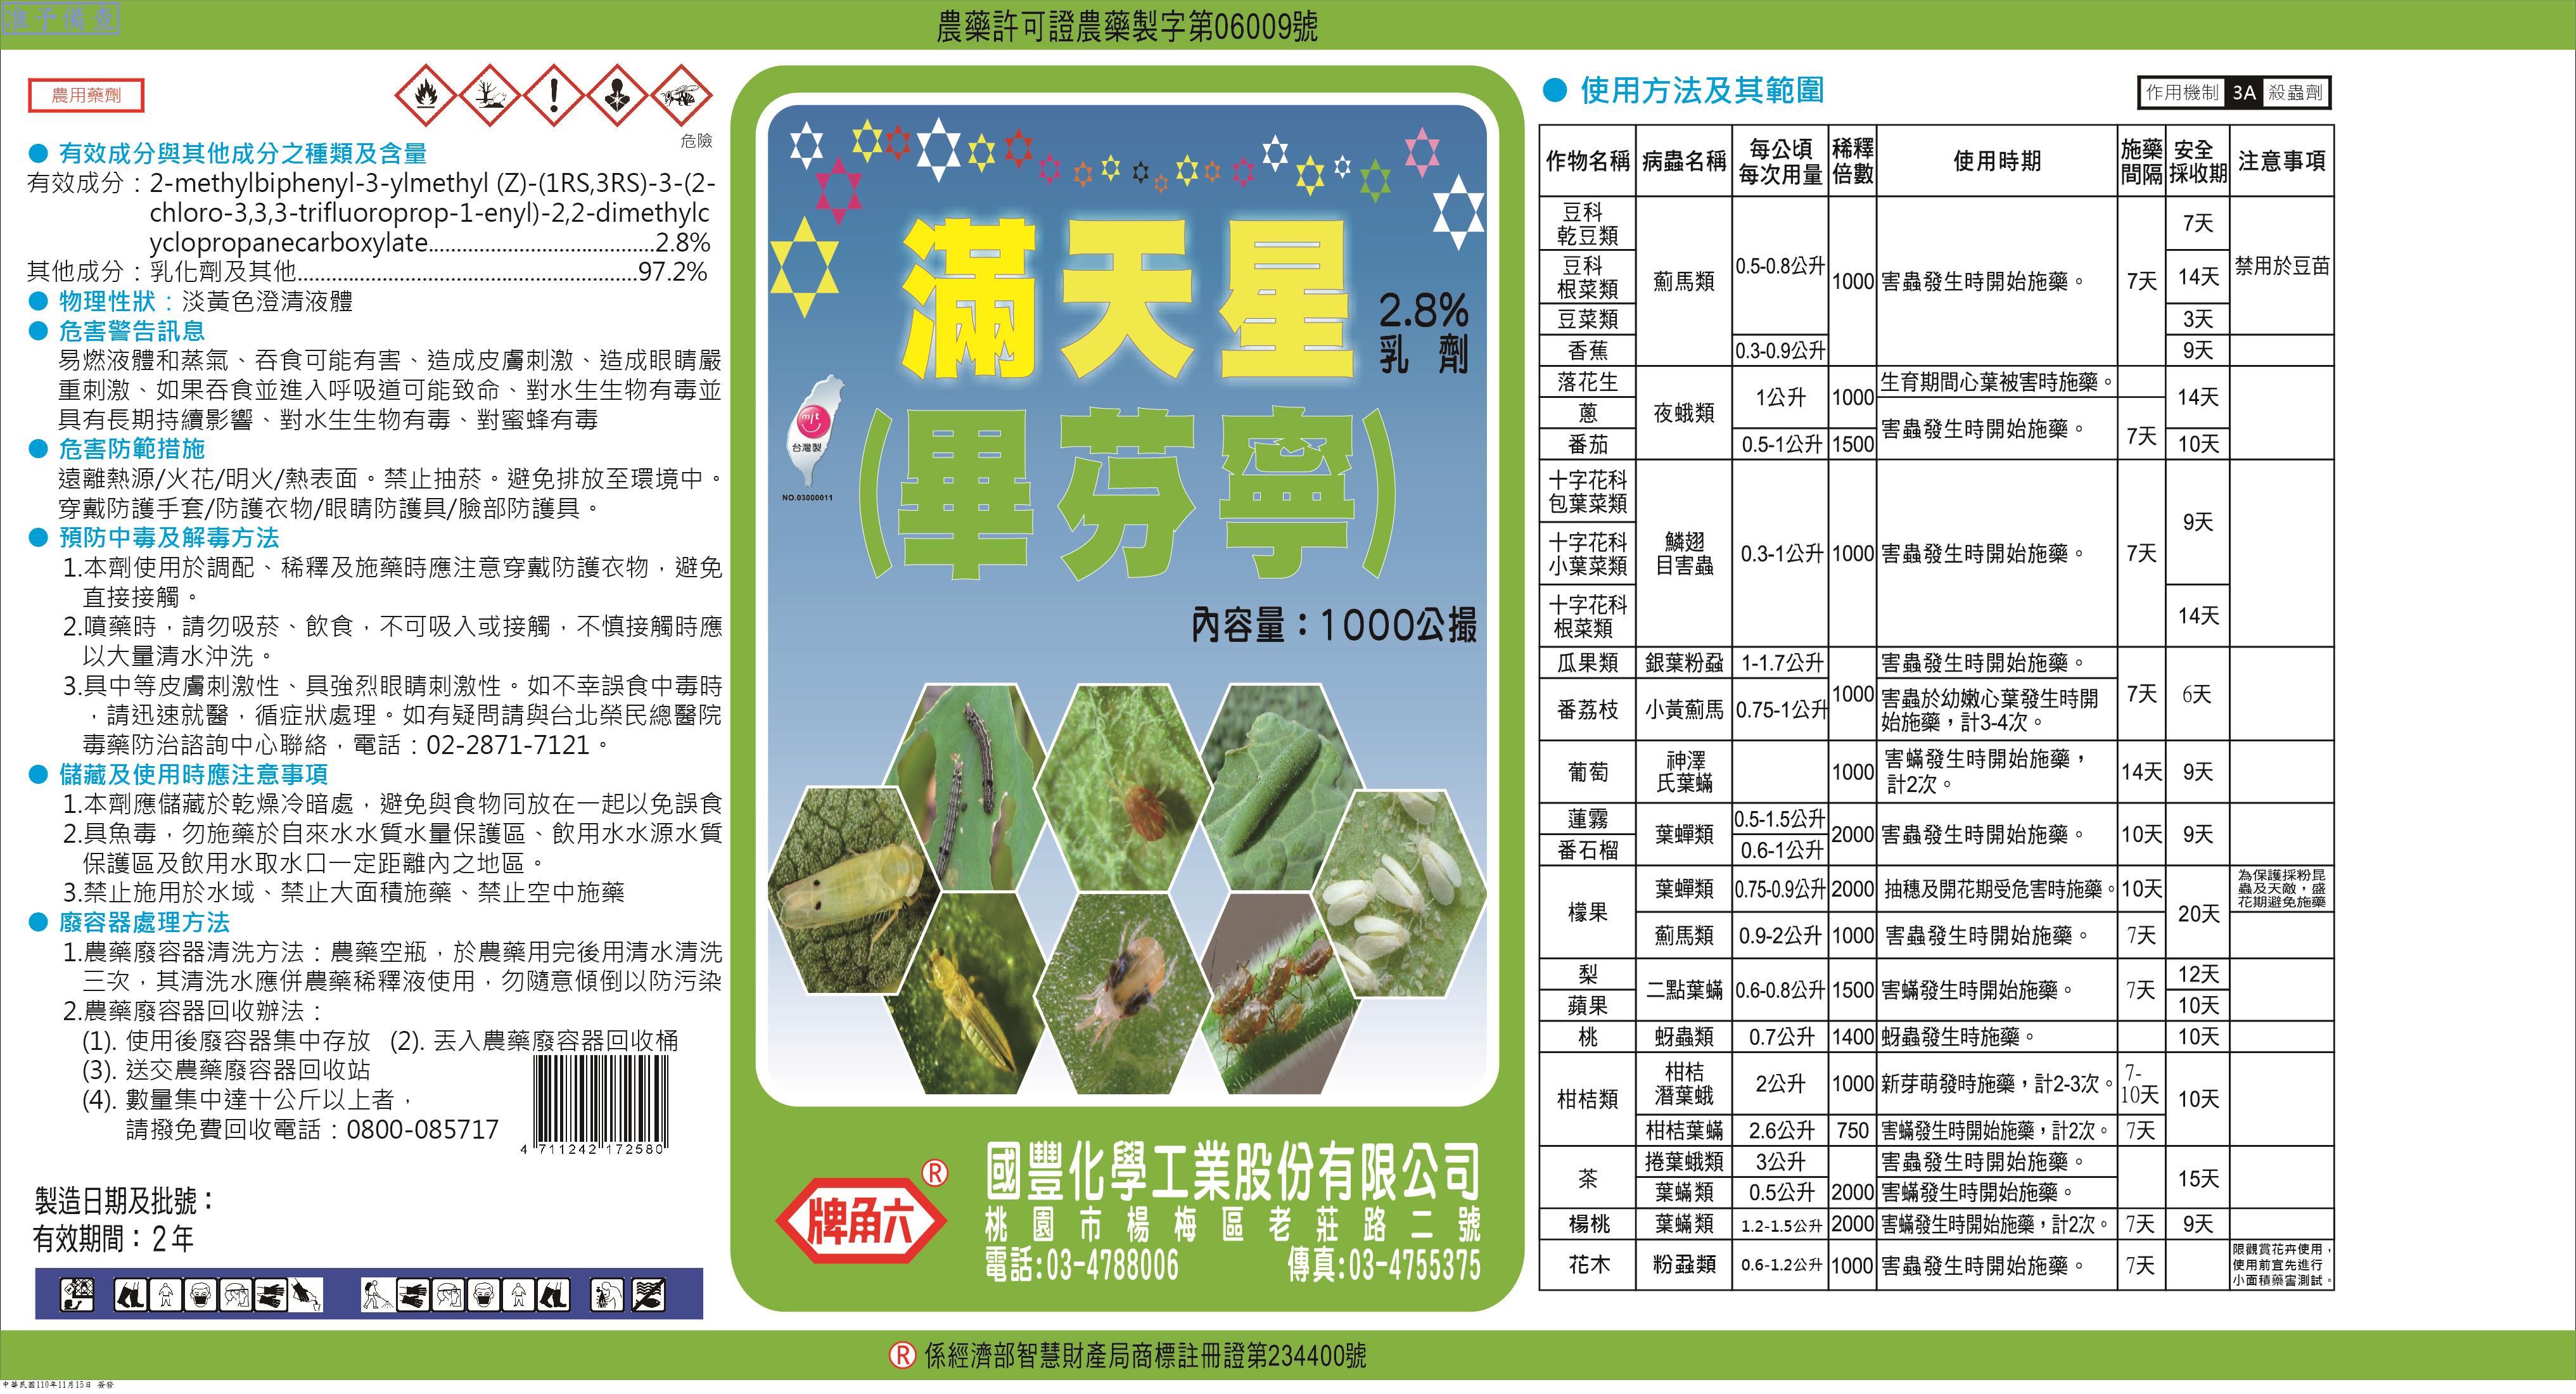 准予備查
農藥許可證農藥製字第06009號
農用藥劑
危險
● 有效成分與其他成分之種類及含量
有效成分：2-methylbiphenyl-3-ylmethyl (Z)-(1RS,3RS)-3-(2-
chloro-3,3,3-trifluoroprop-1-enyl)-2,2-dimethylc
yclopropanecarboxylate......................................2.8%
其他成分：乳化劑及其他.........................................................97.2%
● 物理性狀：淡黃色澄清液體
● 危害警告訊息
易燃液體和蒸氣、吞食可能有害、造成皮膚刺激、造成眼睛嚴
重刺激、如果吞食並進入呼吸道可能致命、對水生生物有毒並
具有長期持續影響、對水生生物有毒、對蜜蜂有毒
● 危害防範措施
遠離熱源/火花/明火/熱表面。禁止抽菸。避免排放至環境中。
穿戴防護手套/防護衣物/眼睛防護具/臉部防護具。
● 預防中毒及解毒方法
1.本劑使用於調配、稀釋及施藥時應注意穿戴防護衣物，避免
直接接觸。
2.噴藥時，請勿吸菸、飲食，不可吸入或接觸，不慎接觸時應
以大量清水沖洗。
3.具中等皮膚刺激性、具強烈眼睛刺激性。如不幸誤食中毒時
，請迅速就醫，循症狀處理。如有疑問請與台北榮民總醫院
毒藥防治諮詢中心聯絡，電話：02-2871-7121。
● 儲藏及使用時應注意事項
1.本劑應儲藏於乾燥冷暗處，避免與食物同放在一起以免誤食
2.具魚毒，勿施藥於自來水水質水量保護區、飲用水水源水質
保護區及飲用水取水口一定距離內之地區。
3.禁止施用於水域、禁止大面積施藥、禁止空中施藥
● 廢容器處理方法
1.農藥廢容器清洗方法：農藥空瓶，於農藥用完後用清水清洗
三次，其清洗水應併農藥稀釋液使用，勿隨意傾倒以防污染
2.農藥廢容器回收辦法：
(1). 使用後廢容器集中存放 (2). 丟入農藥廢容器回收桶
(3). 送交農藥廢容器回收站
(4). 數量集中達十公斤以上者，
請撥免費回收電話：0800-085717
4 711242 172580
製造日期及批號：
有效期間：2年
滿天星
2.8%
乳 劑
mit
台灣製
NO.03000011
(畢芬寧)
內容量：1000公撮
牌角六
®
國豐化學工業股份有限公司
桃園市楊梅區老莊路二號
電話:03-4788006 傳真:03-4755375
● 使用方法及其範圍
作用機制 3A 殺蟲劑
作物名稱 病蟲名稱 每公頃每次用量 稀釋倍數 使用時期 施藥間隔 安全採收期 注意事項
豆科乾豆類 薊馬類 0.5-0.8公升 1000 害蟲發生時開始施藥。 7天 7天 禁用於豆苗
豆科根菜類 14天
豆菜類 3天
香蕉 0.3-0.9公升 9天
落花生 夜蛾類 1公升 1000 生育期間心葉被害時施藥。 14天
蔥 害蟲發生時開始施藥。 7天
番茄 0.5-1公升 1500 10天
十字花科包葉菜類 鱗翅目害蟲 0.3-1公升 1000 害蟲發生時開始施藥。 7天 9天
十字花科小葉菜類
十字花科根菜類 14天
瓜果類 銀葉粉蝨 1-1.7公升 1000 害蟲發生時開始施藥。 7天 6天
番荔枝 小黃薊馬 0.75-1公升 害蟲於幼嫩心葉發生時開始施藥，計3-4次。
葡萄 神澤氏葉蟎 1000 害蟎發生時開始施藥，計2次。 14天 9天
蓮霧 葉蟬類 0.5-1.5公升 2000 害蟲發生時開始施藥。 10天 9天
番石榴 0.6-1公升
檬果 葉蟬類 0.75-0.9公升 2000 抽穗及開花期受危害時施藥。 10天 20天 為保護採粉昆蟲及天敵，盛花期避免施藥
薊馬類 0.9-2公升 1000 害蟲發生時開始施藥。 7天
梨 二點葉蟎 0.6-0.8公升 1500 害蟎發生時開始施藥。 7天 12天
蘋果 10天
桃 蚜蟲類 0.7公升 1400 蚜蟲發生時施藥。 10天
柑桔類 柑桔潛葉蛾 2公升 1000 新芽萌發時施藥，計2-3次。 7-10天 10天
柑桔葉蟎 2.6公升 750 害蟎發生時開始施藥，計2次。 7天
茶 捲葉蛾類 3公升 害蟲發生時開始施藥。 15天
葉蟎類 0.5公升 2000 害蟎發生時開始施藥。
楊桃 葉蟎類 1.2-1.5公升 2000 害蟎發生時開始施藥，計2次。 7天 9天
花木 粉蝨類 0.6-1.2公升 1000 害蟲發生時開始施藥。 7天 限觀賞花卉使用，使用前宜先進行小面積藥害測試。
® 係經濟部智慧財產局商標註冊證第234400號
中華民國110年11月15日 簽發